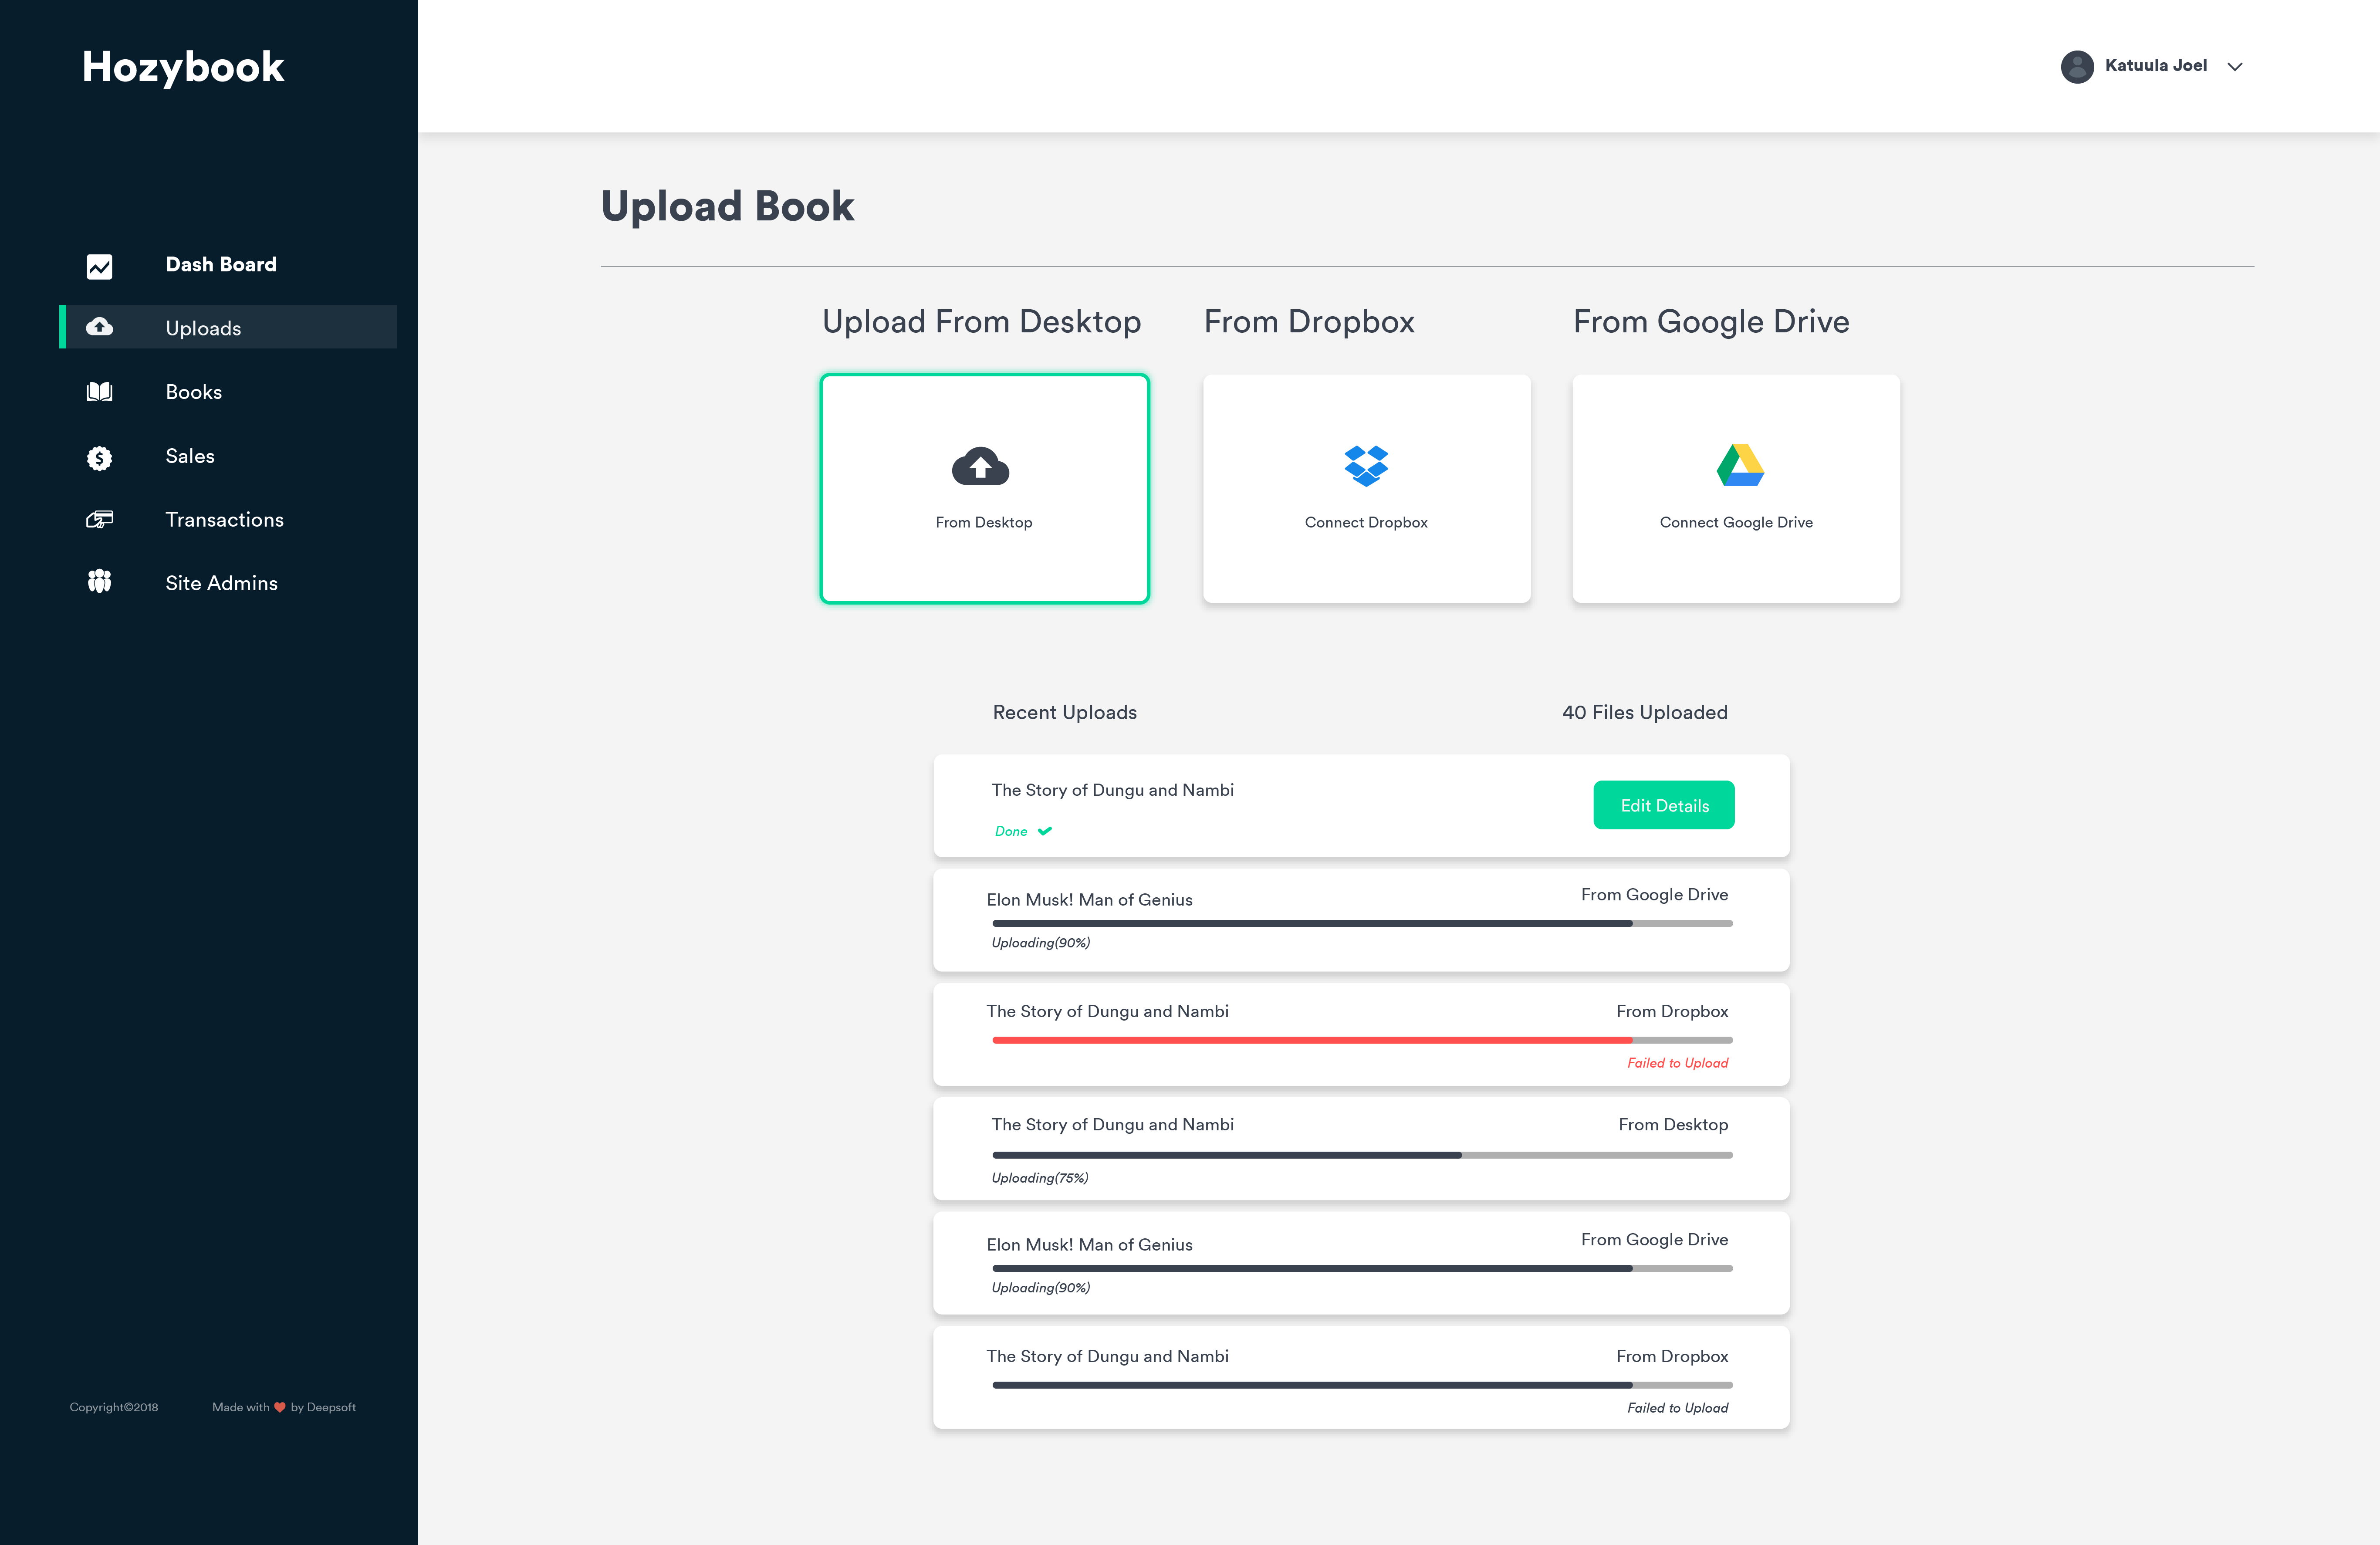 Hozybook
Katuula Joel
Dash Board
Uploads
Books
Sales
Transactions
Site Admins
Copyright©2018
Made with ❤ by Deepsoft
Upload Book
Upload From Desktop
From Dropbox
From Google Drive
From Desktop
Connect Dropbox
Connect Google Drive
Recent Uploads
40 Files Uploaded
The Story of Dungu and Nambi
Done
Edit Details
Elon Musk! Man of Genius
From Google Drive
Uploading(90%)
The Story of Dungu and Nambi
From Dropbox
Failed to Upload
The Story of Dungu and Nambi
From Desktop
Uploading(75%)
Elon Musk! Man of Genius
From Google Drive
Uploading(90%)
The Story of Dungu and Nambi
From Dropbox
Failed to Upload